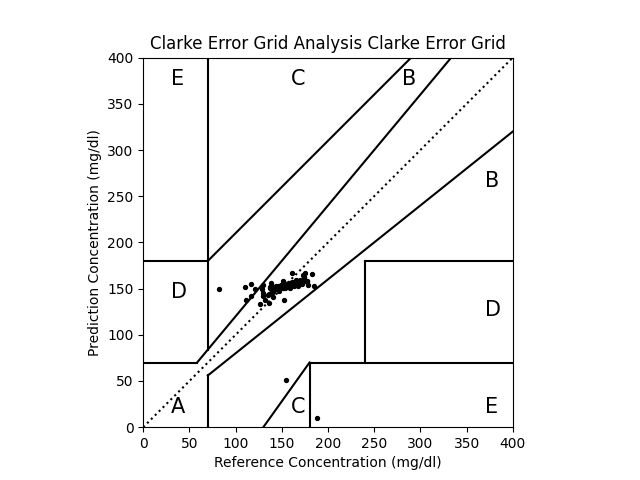 Clarke Error Grid Analysis Clarke Error Grid
Prediction Concentration (mg/dl)
400
350
300
250
200
150
100
50
0
E
C
B
B
D
D
A
C
E
0 50 100 150 200 250 300 350 400
Reference Concentration (mg/dl)